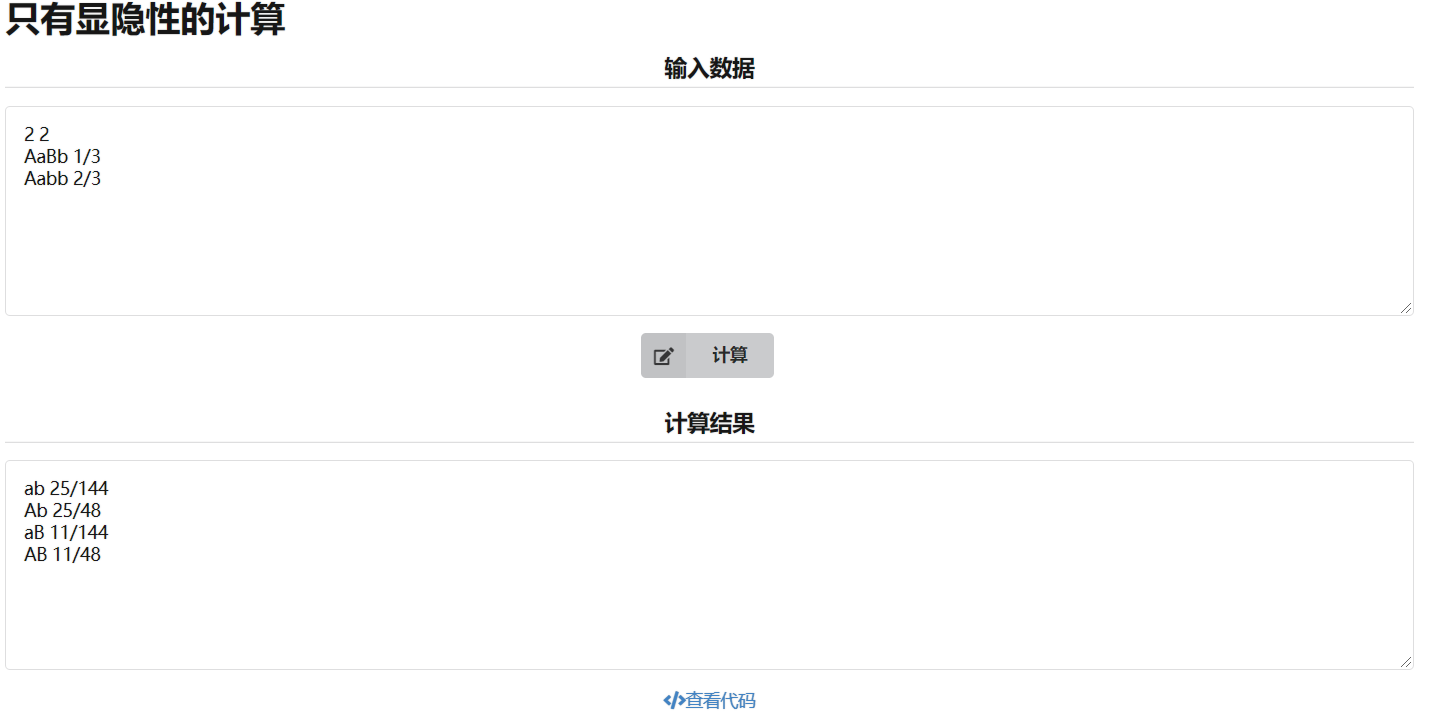 只有显隐性的计算
输入数据
2 2
AaBb 1/3
Aabb 2/3
计算
计算结果
ab 25/144
Ab 25/48
aB 11/144
AB 11/48
查看代码